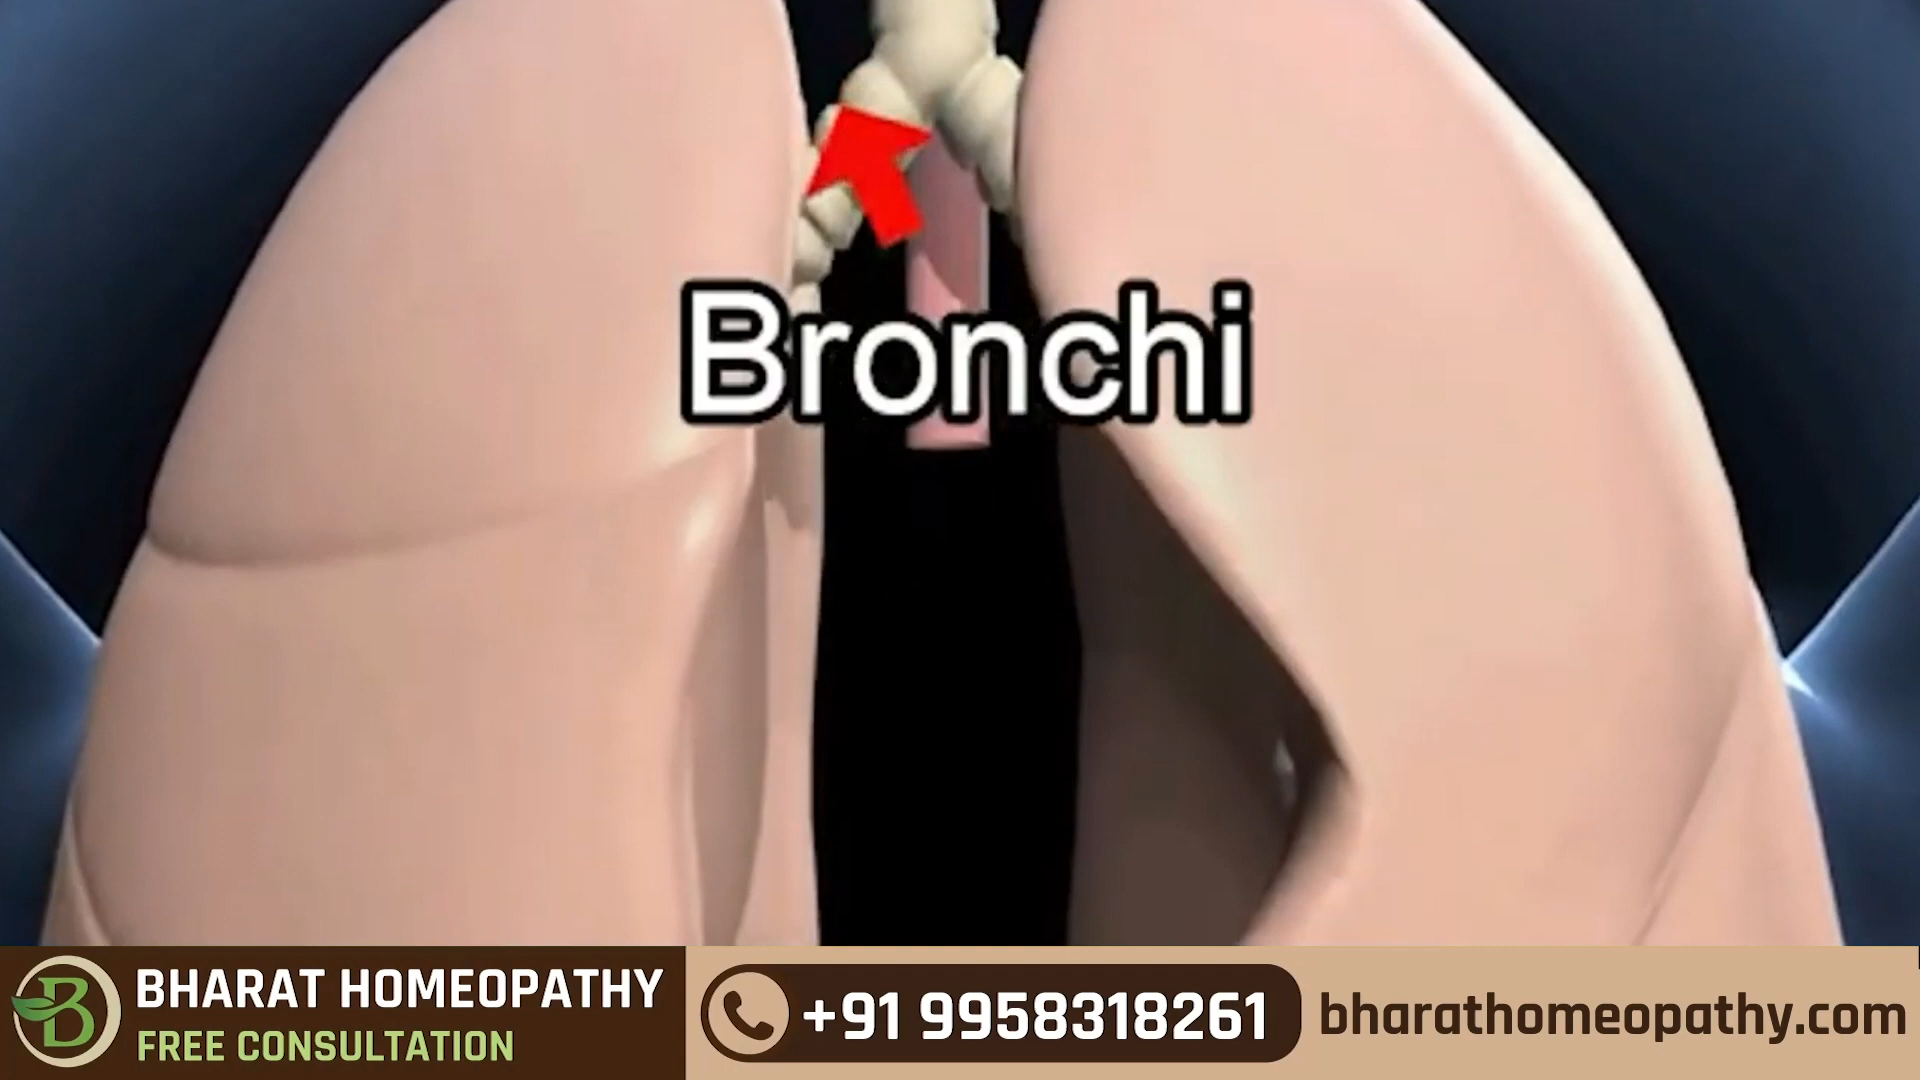 Bronchi
BHARAT HOMEOPATHY
FREE CONSULTATION
+91 9958318261
bharathomeopathy.com